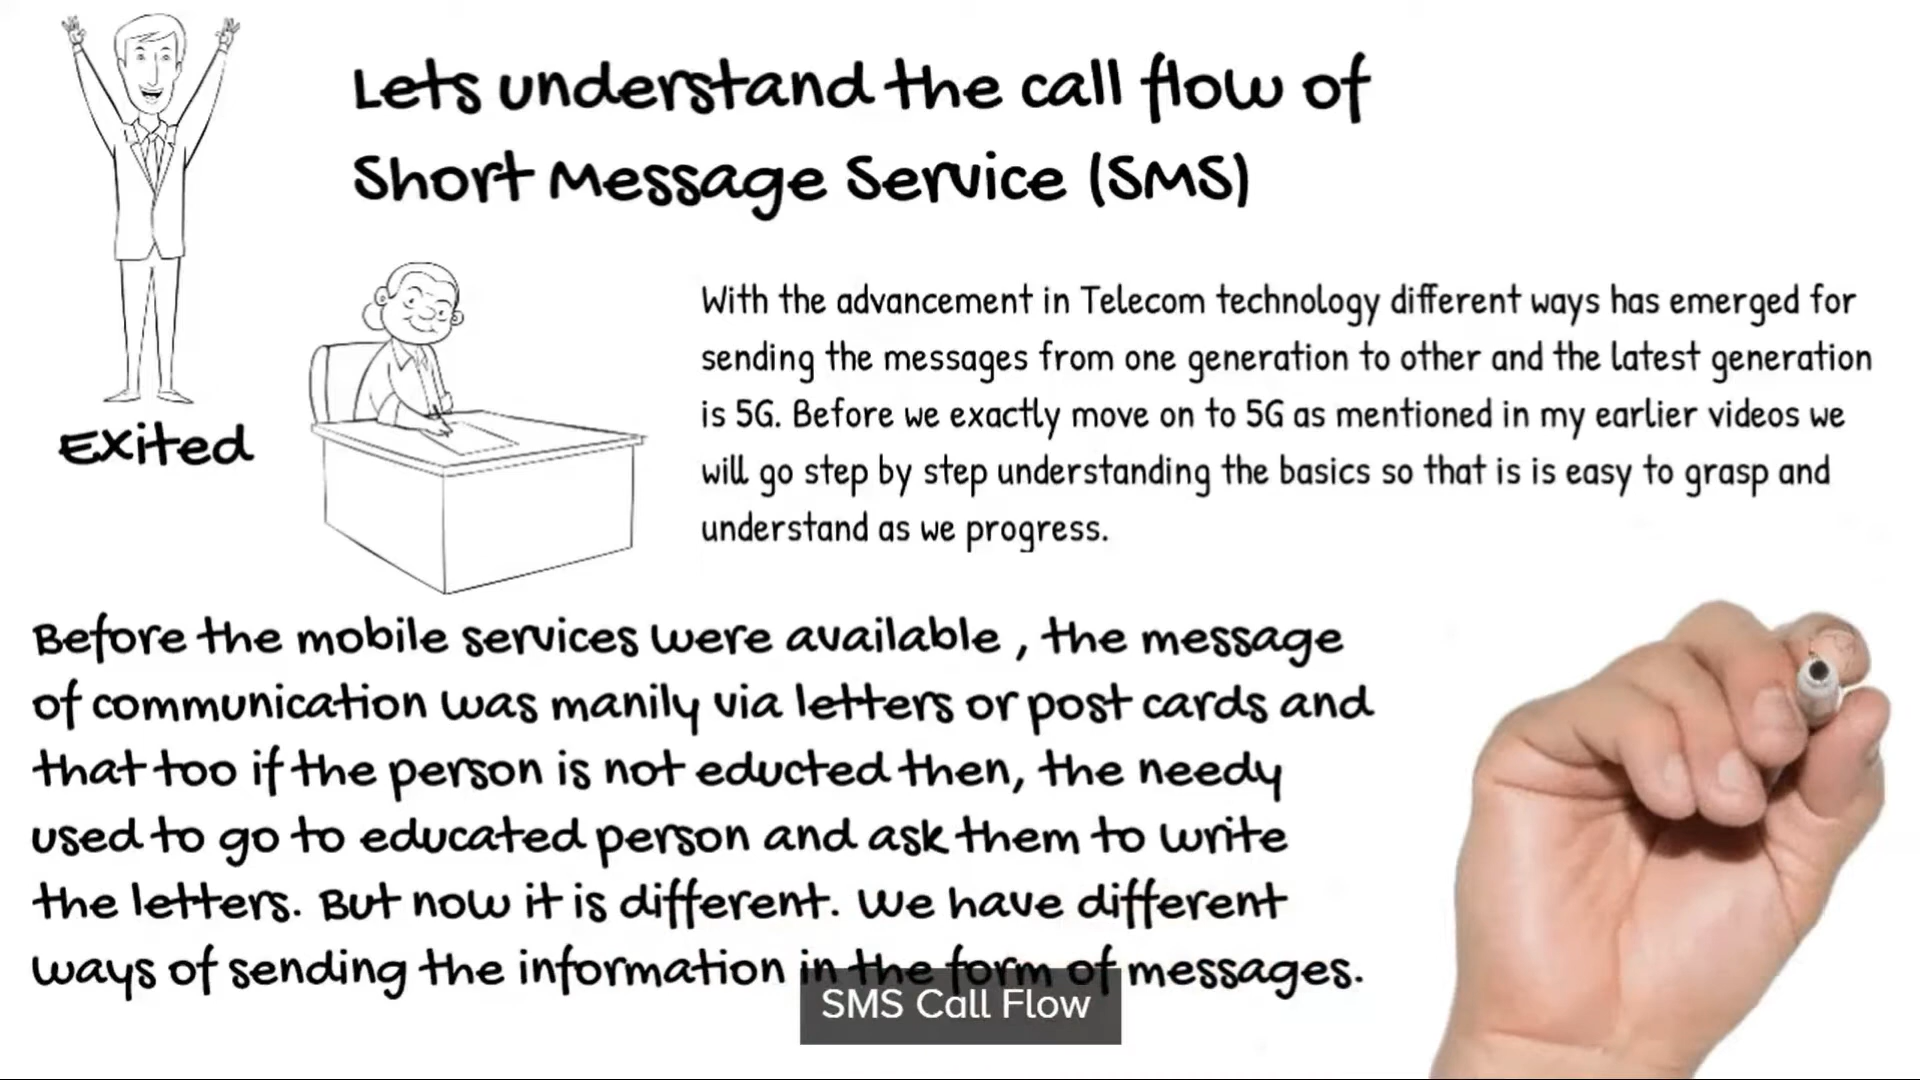 Lets understand the call flow of
Short Message Service (SMS)
Exited
With the advancement in Telecom technology different ways has emerged for
sending the messages from one generation to other and the latest generation
is 5G. Before we exactly move on to 5G as mentioned in my earlier videos we
will go step by step understanding the basics so that is is easy to grasp and
understand as we progress.
Before the mobile services were available , the message
of communication was manily via letters or post cards and
that too if the person is not educted then, the needy
used to go to educated person and ask them to write
the letters. But now it is different. We have different
ways of sending the information in the form of messages.
SMS Call Flow